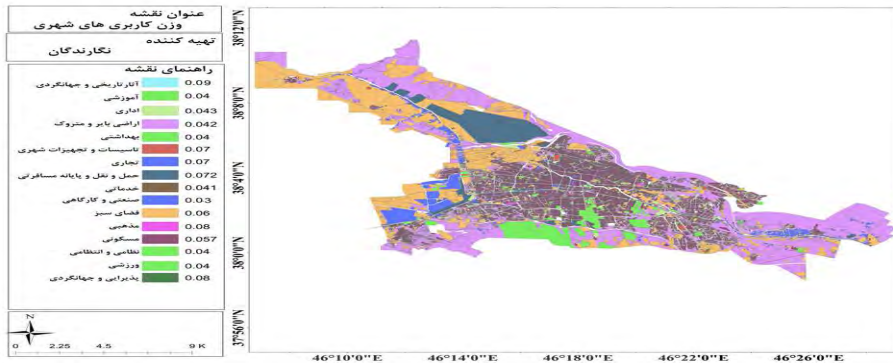 عنوان نقشه
وزن کاربری های شهری
تهیه کننده
نگارندگان
راهنمای نقشه
آثار تاریخی و جهانگردی 0.09
آموزشی 0.04
اداری 0.043
اراضی بایر و متروک 0.042
بهداشتی 0.04
تاسیسات و تجهیزات شهری 0.07
تجاری 0.07
حمل و نقل و پایانه مسافرتی 0.072
خدماتی 0.041
صنعتی و کارگاهی 0.03
فضای سبز 0.06
مذهبی 0.08
مسکونی 0.057
نظامی و انتظامی 0.04
ورزشی 0.04
پذیرایی و جهانگردی 0.08
N
0 2.25 4.5 9 K
38°12'0"N
38°8'0"N
38°4'0"N
38°0'0"N
37°56'0"N
46°10'0"E 46°14'0"E 46°18'0"E 46°22'0"E 46°26'0"E